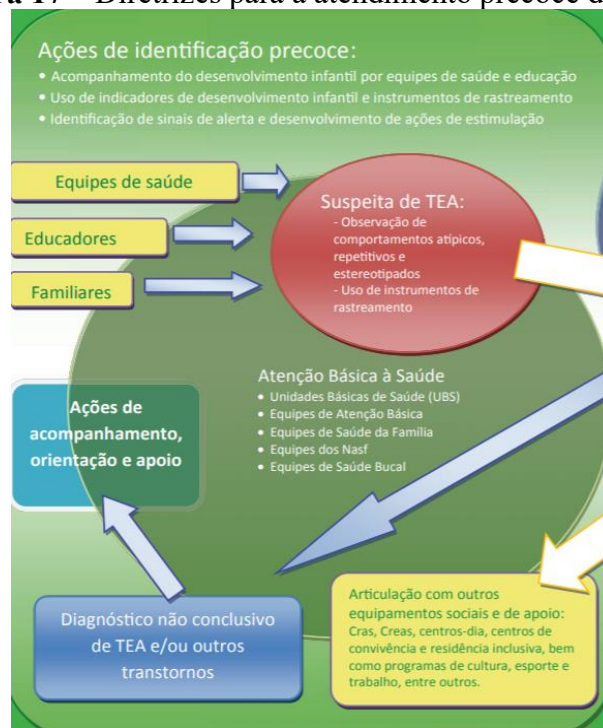 17 – Diretrizes para a atendimento precoce d
Ações de identificação precoce:
• Acompanhamento do desenvolvimento infantil por equipes de saúde e educação
• Uso de indicadores de desenvolvimento infantil e instrumentos de rastreamento
• Identificação de sinais de alerta e desenvolvimento de ações de estimulação
Equipes de saúde
Educadores
Familiares
Suspeita de TEA:
- Observação de
comportamentos atípicos,
repetitivos e
estereotipados
- Uso de instrumentos de
rastreamento
Atenção Básica à Saúde
• Unidades Básicas de Saúde (UBS)
• Equipes de Atenção Básica
• Equipes de Saúde da Família
• Equipes dos Nasf
• Equipes de Saúde Bucal
Ações de
acompanhamento,
orientação e apoio
Diagnóstico não conclusivo
de TEA e/ou outros
transtornos
Articulação com outros
equipamentos sociais e de apoio:
Cras, Creas, centros-dia, centros de
convivência e residência inclusiva, bem
como programas de cultura, esporte e
trabalho, entre outros.